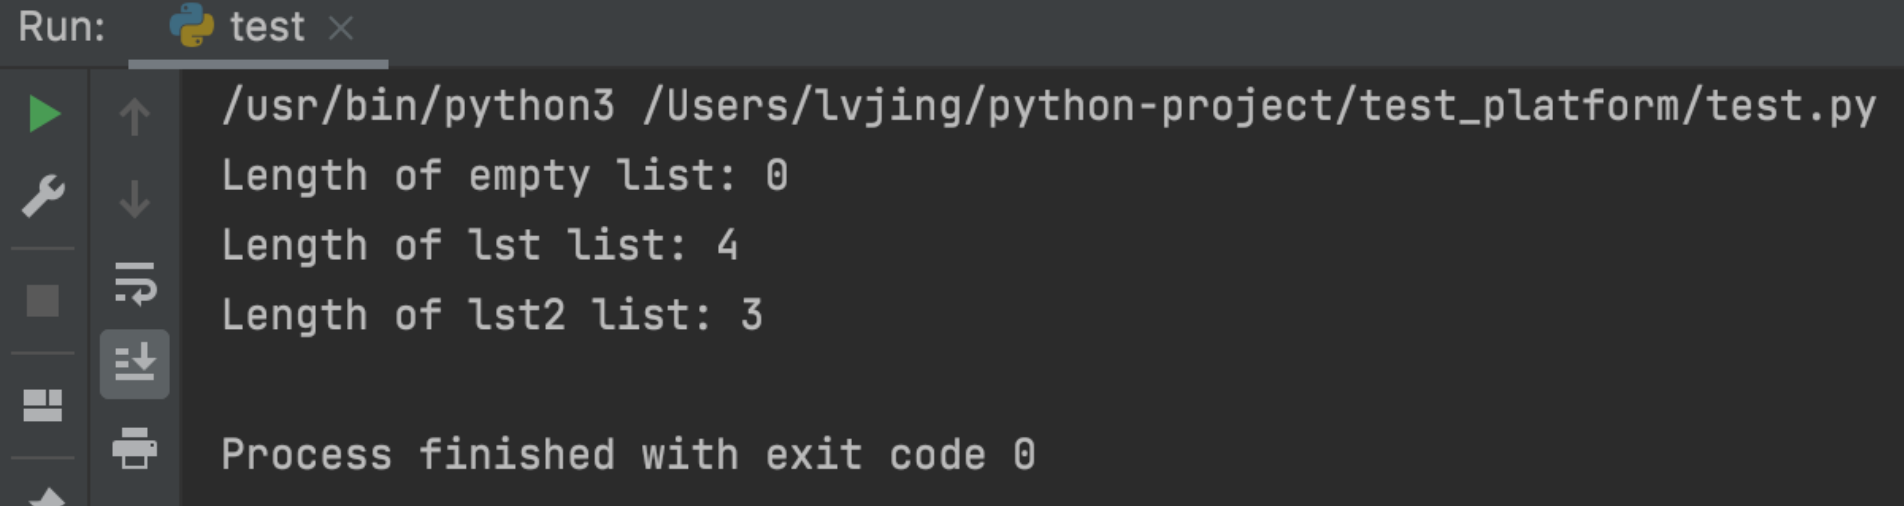 Run: test
/usr/bin/python3 /Users/lvjing/python-project/test_platform/test.py
Length of empty list: 0
Length of lst list: 4
Length of lst2 list: 3
Process finished with exit code 0